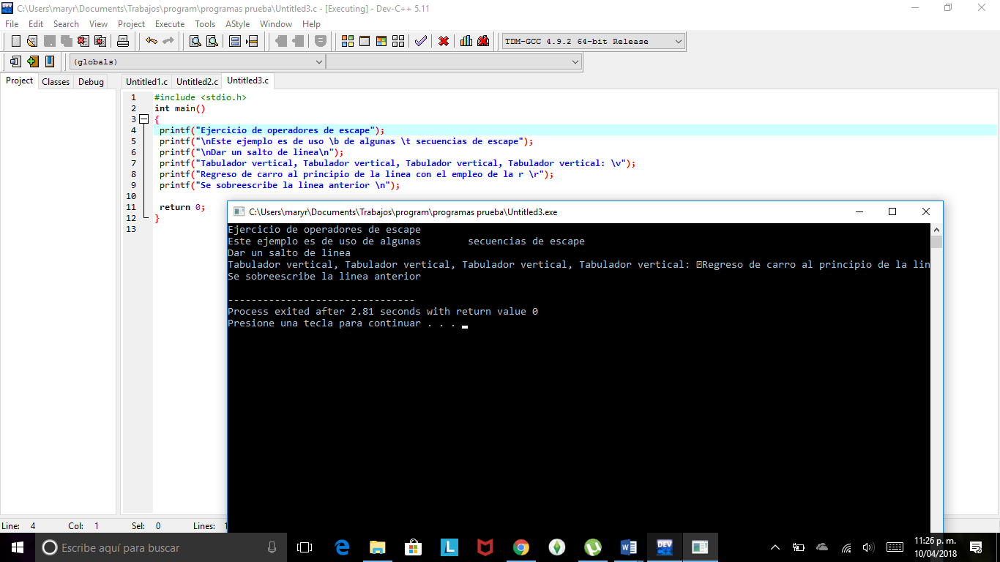 C:\Users\maryr\Documents\Trabajos\program\programas prueba\Untitled3.c - [Executing] - Dev-C++ 5.11
File Edit Search View Project Execute Tools AStyle Window Help
TDM-GCC 4.9.2 64-bit Release
(globals)
Project Classes Debug Untitled1.c Untitled2.c Untitled3.c
1 #include <stdio.h>
2 int main()
3 {
4 printf("Ejercicio de operadores de escape");
5 printf("\nEste ejemplo es de uso \b de algunas \t secuencias de escape");
6 printf("\nDar un salto de linea\n");
7 printf("Tabulador vertical, Tabulador vertical, Tabulador vertical, Tabulador vertical: \v");
8 printf("Regreso de carro al principio de la linea con el empleo de la r \r");
9 printf("Se sobreescribe la linea anterior \n");
10
11 return 0;
12 }
13
C:\Users\maryr\Documents\Trabajos\program\programas prueba\Untitled3.exe
Ejercicio de operadores de escape
Este ejemplo es de uso de algunas secuencias de escape
Dar un salto de linea
Tabulador vertical, Tabulador vertical, Tabulador vertical, Tabulador vertical: Regreso de carro al principio de la lin
Se sobreescribe la linea anterior
--------------------------------
Process exited after 2.81 seconds with return value 0
Presione una tecla para continuar . . .
Line: 4 Col: 1 Sel: 0 Lines: 1
Escribe aquí para buscar
L
DEV
11:26 p. m.
10/04/2018